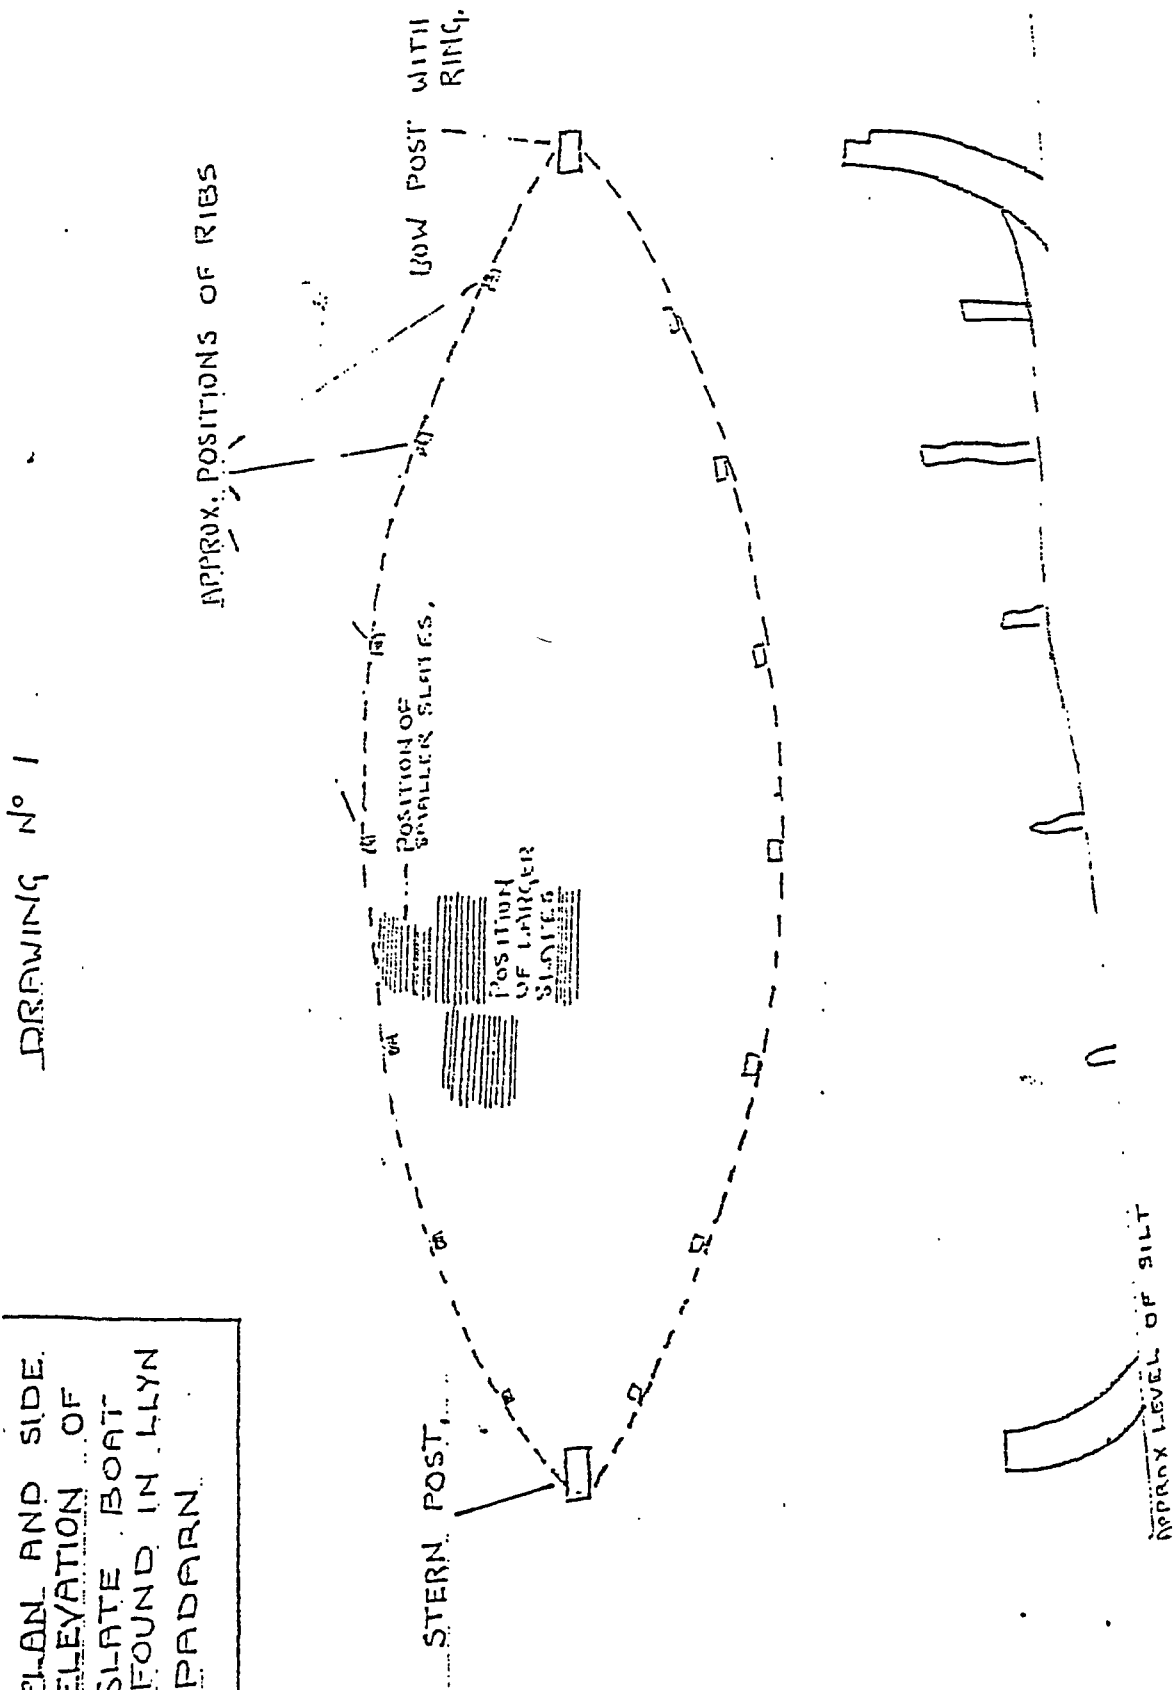 DRAWING No 1
PLAN AND SIDE
ELEVATION OF
SLATE BOAT
FOUND IN LLYN
PADARN
APPROX. POSITIONS OF RIBS
BOW POST WITH
RING.
POSITION OF
SMALLER SLATES.
POSITION
OF LARGER
SLATES
STERN POST.
APPROX LEVEL OF SILT